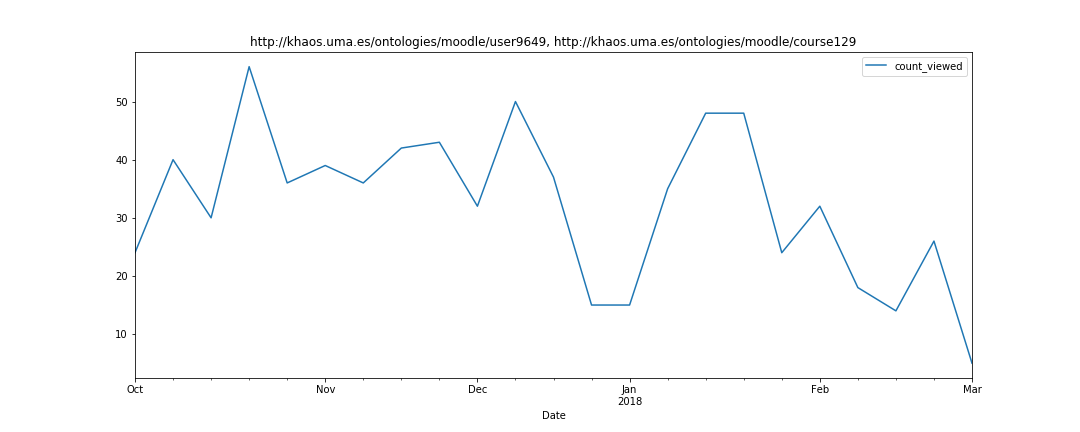 http://khaos.uma.es/ontologies/moodle/user9649, http://khaos.uma.es/ontologies/moodle/course129
count_viewed
50
40
30
20
10
Oct Nov Dec Jan Feb Mar
2018
Date